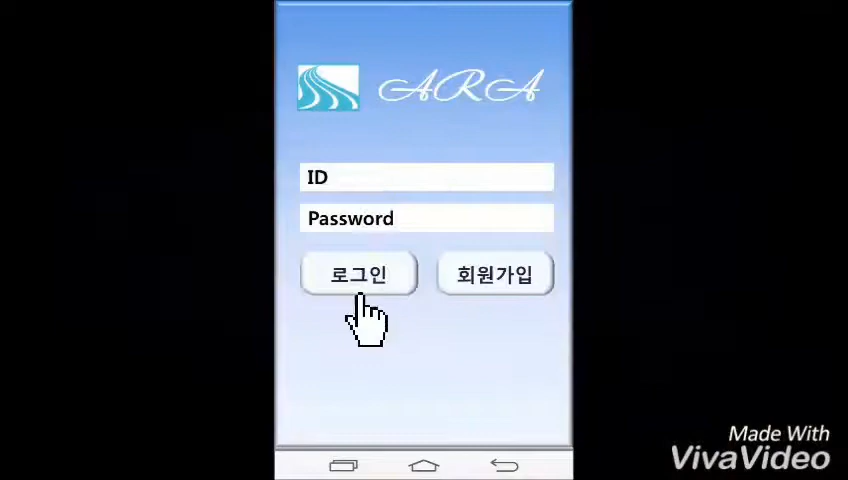 ARA
ID
Password
로그인
회원가입
Made With
VivaVideo